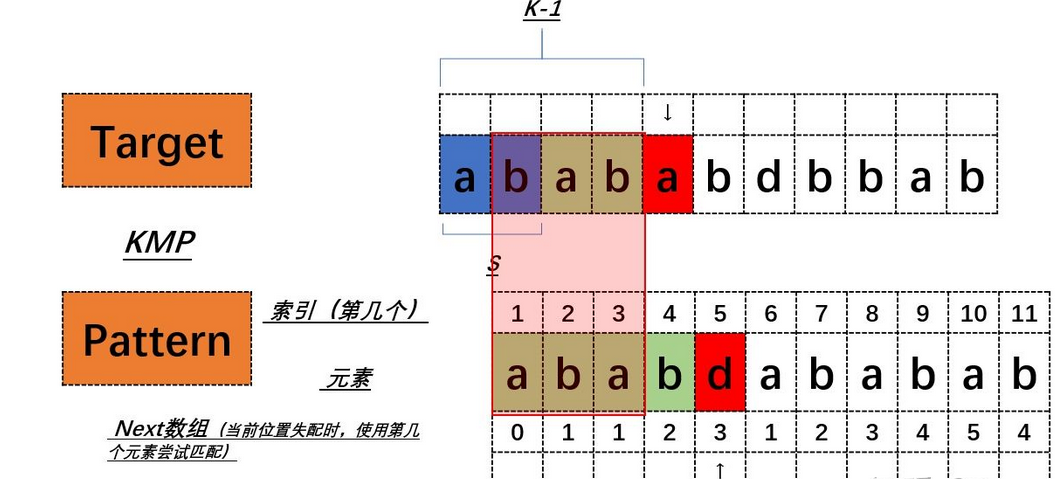 K-1
Target
↓
a b a b a b d b b a b
KMP
s
Pattern
索引（第几个）
1 2 3 4 5 6 7 8 9 10 11
元素
a b a b d a b a b a b
Next数组（当前位置失配时，使用第几
个元素尝试匹配）
0 1 1 2 3 1 2 3 4 5 4
↑